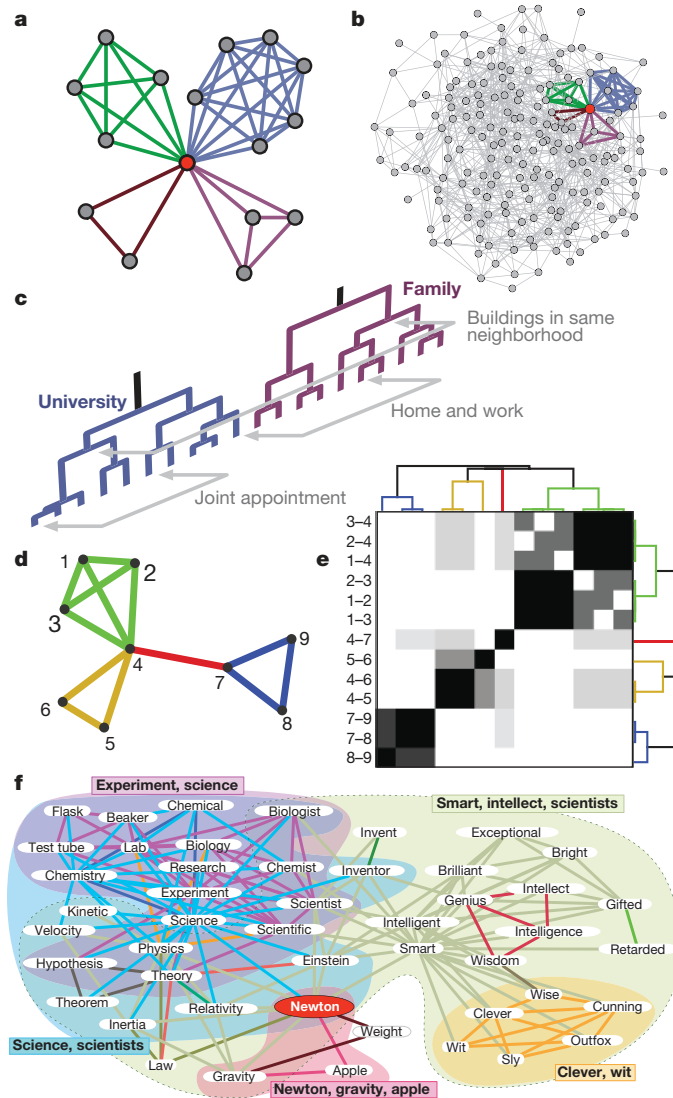 a
b
c
Family
Buildings in same
neighborhood
University
Home and work
Joint appointment
d
1
2
3
4
5
6
7
8
9
e
3–4
2–4
1–4
2–3
1–2
1–3
4–7
5–6
4–6
4–5
7–9
7–8
8–9
f
Experiment, science
Smart, intellect, scientists
Flask
Beaker
Chemical
Biologist
Test tube
Lab
Biology
Invent
Exceptional
Chemistry
Research
Chemist
Inventor
Brilliant
Bright
Experiment
Scientist
Genius
Intellect
Gifted
Kinetic
Science
Intelligent
Velocity
Scientific
Smart
Intelligence
Retarded
Hypothesis
Physics
Einstein
Wisdom
Theory
Theorem
Relativity
Newton
Wise
Inertia
Weight
Clever
Cunning
Science, scientists
Law
Wit
Sly
Outfox
Gravity
Apple
Clever, wit
Newton, gravity, apple